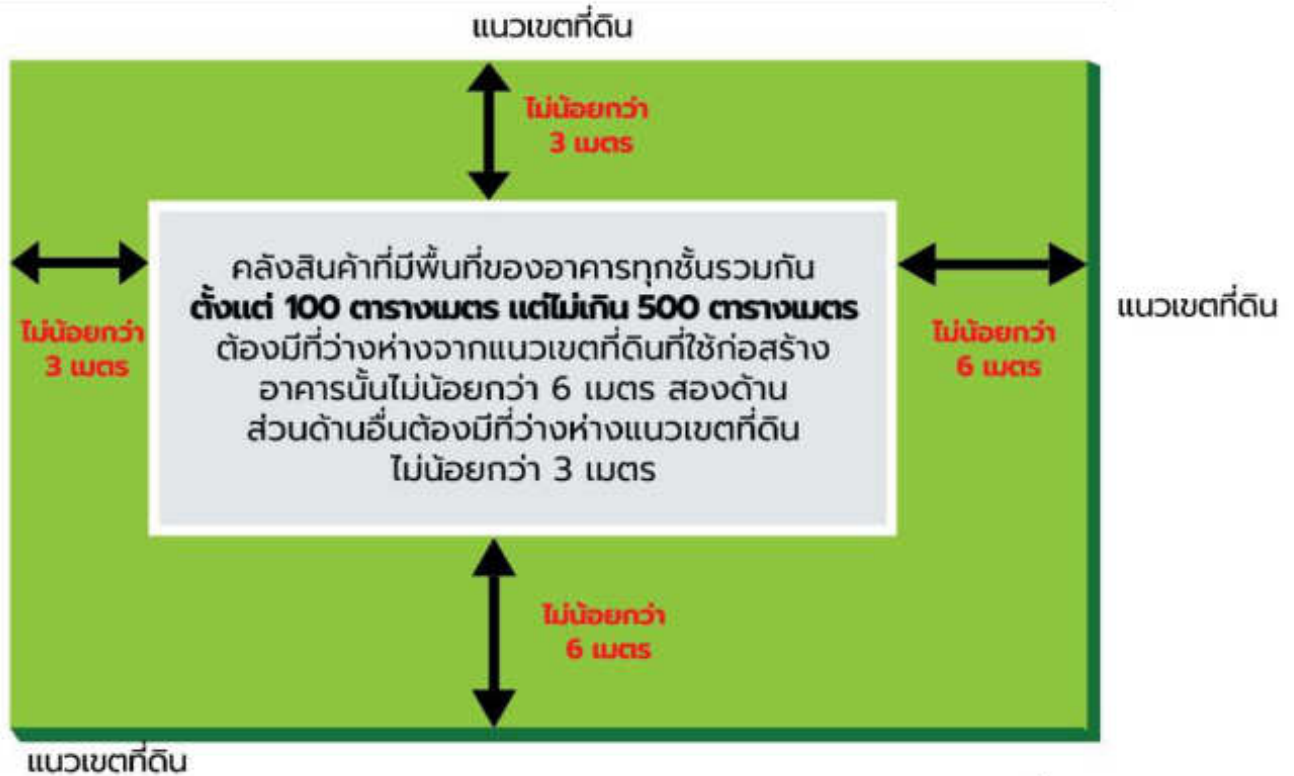 แนวเขตที่ดิน
ไม่น้อยกว่า
3 เมตร
คลังสินค้าที่มีพื้นที่ของอาคารทุกชั้นรวมกัน
ตั้งแต่ 100 ตารางเมตร แต่ไม่เกิน 500 ตารางเมตร
ต้องมีที่ว่างห่างจากแนวเขตที่ดินที่ใช้ก่อสร้าง
อาคารนั้นไม่น้อยกว่า 6 เมตร สองด้าน
ส่วนด้านอื่นต้องมีที่ว่างห่างแนวเขตที่ดิน
ไม่น้อยกว่า 3 เมตร
ไม่น้อยกว่า
3 เมตร
ไม่น้อยกว่า
6 เมตร
แนวเขตที่ดิน
ไม่น้อยกว่า
6 เมตร
แนวเขตที่ดิน